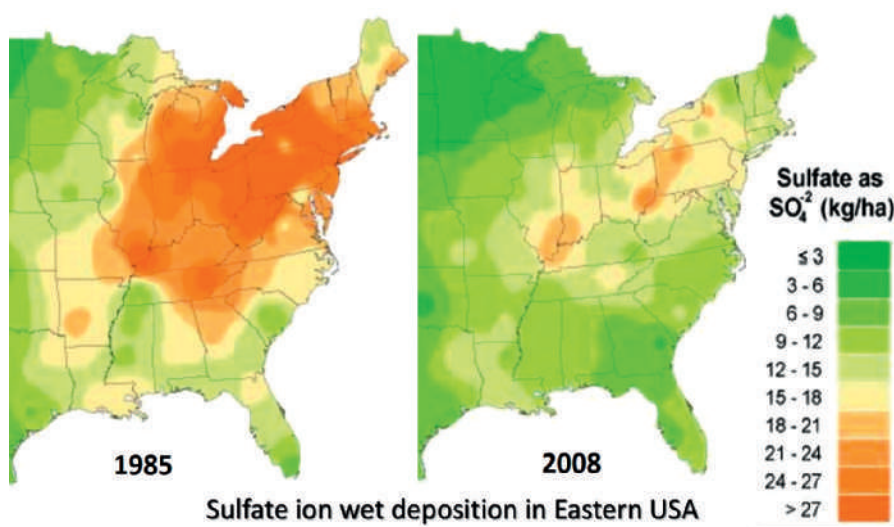 1985
2008
Sulfate ion wet deposition in Eastern USA
Sulfate as
SO₄⁻² (kg/ha)
≤ 3
3 - 6
6 - 9
9 - 12
12 - 15
15 - 18
18 - 21
21 - 24
24 - 27
> 27